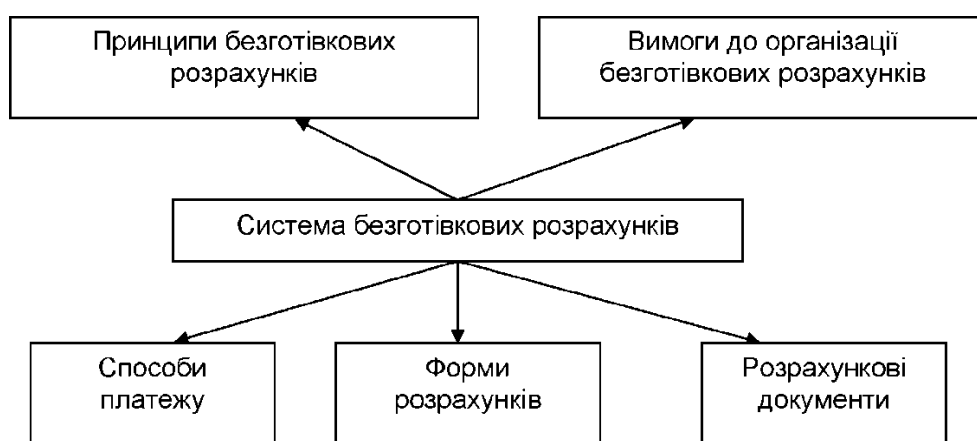 Принципи безготівкових
розрахунків
Вимоги до організації
безготівкових розрахунків
Система безготівкових розрахунків
Способи
платежу
Форми
розрахунків
Розрахункові
документи